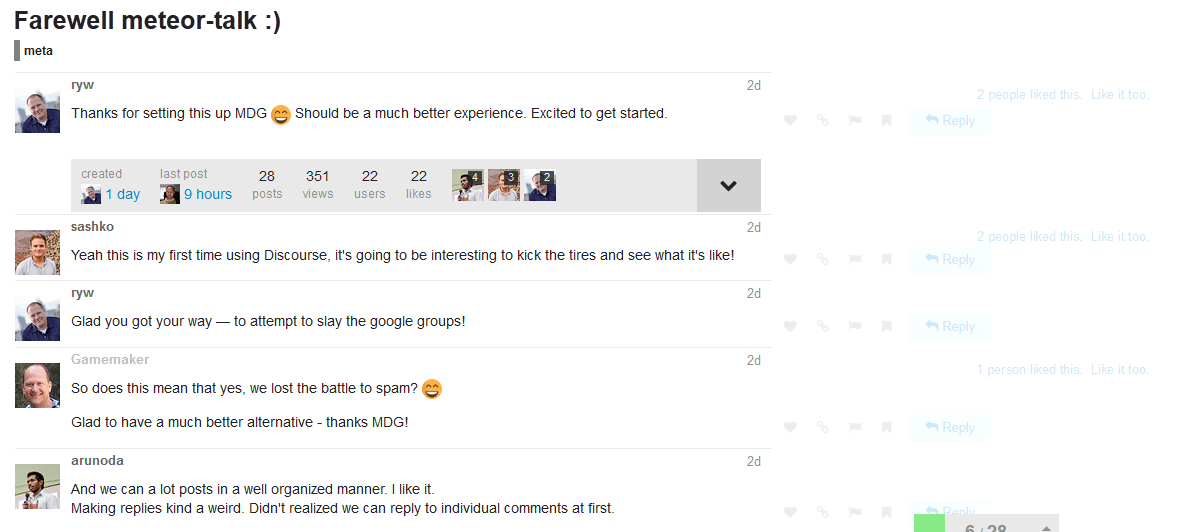 Farewell meteor-talk :)
meta
ryw 2d
2 people liked this. Like it too.
Thanks for setting this up MDG Should be a much better experience. Excited to get started.
Reply
created last post 28 351 22 22 4 3 2
1 day 9 hours posts views users likes
sashko 2d
2 people liked this. Like it too.
Yeah this is my first time using Discourse, it's going to be interesting to kick the tires and see what it's like!
Reply
ryw 2d
Glad you got your way — to attempt to slay the google groups!
Reply
Gamemaker 2d
1 person liked this. Like it too.
So does this mean that yes, we lost the battle to spam?
Glad to have a much better alternative - thanks MDG!
Reply
arunoda 2d
And we can a lot posts in a well organized manner. I like it.
Making replies kind a weird. Didn't realized we can reply to individual comments at first.
Reply
6 / 28